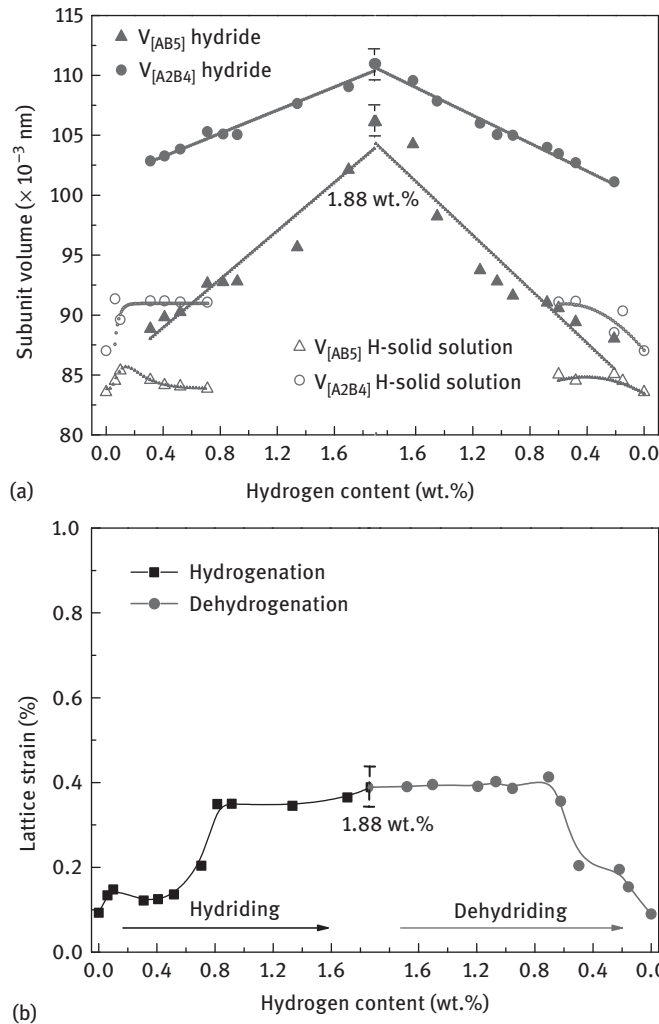 115
110
105
100
95
90
85
80
Subunit volume (× 10⁻³ nm)
V[AB5] hydride
V[A2B4] hydride
1.88 wt.%
V[AB5] H-solid solution
V[A2B4] H-solid solution
0.0 0.4 0.8 1.2 1.6 1.6 1.2 0.8 0.4 0.0
(a)
Hydrogen content (wt.%)
1.0
0.8
0.6
0.4
0.2
0.0
Lattice strain (%)
Hydrogenation
Dehydrogenation
1.88 wt.%
Hydriding
Dehydriding
0.0 0.4 0.8 1.2 1.6 1.6 1.2 0.8 0.4 0.
(b)
Hydrogen content (wt.%)